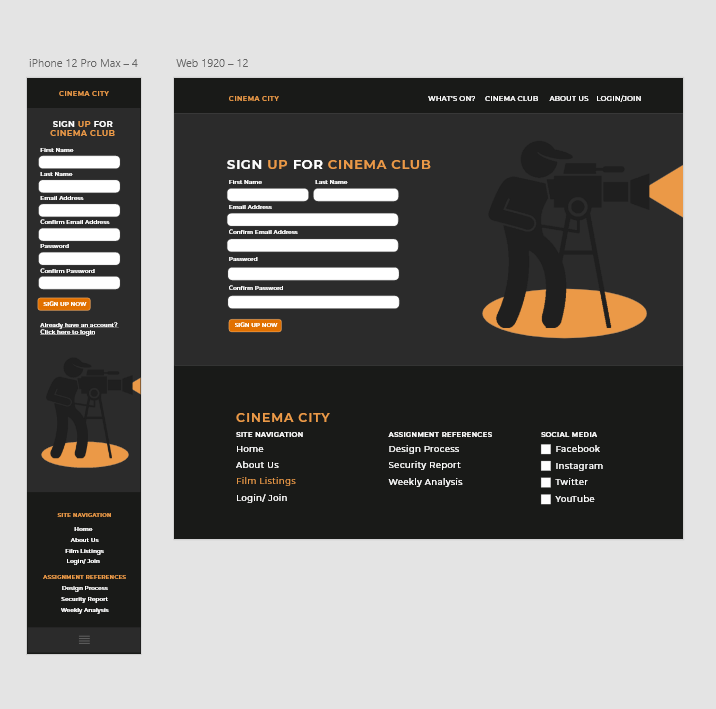 iPhone 12 Pro Max – 4
CINEMA CITY
SIGN UP FOR
CINEMA CLUB
First Name
Last Name
Email Address
Confirm Email Address
Password
Confirm Password
SIGN UP NOW
Already have an account?
Click here to login
SITE NAVIGATION
Home
About Us
Film Listings
Login/ Join
ASSIGNMENT REFERENCES
Design Process
Security Report
Weekly Analysis
Web 1920 – 12
CINEMA CITY WHAT'S ON? CINEMA CLUB ABOUT US LOGIN/JOIN
SIGN UP FOR CINEMA CLUB
First Name Last Name
Email Address
Confirm Email Address
Password
Confirm Password
SIGN UP NOW
CINEMA CITY
SITE NAVIGATION
Home
About Us
Film Listings
Login/ Join
ASSIGNMENT REFERENCES
Design Process
Security Report
Weekly Analysis
SOCIAL MEDIA
Facebook
Instagram
Twitter
YouTube